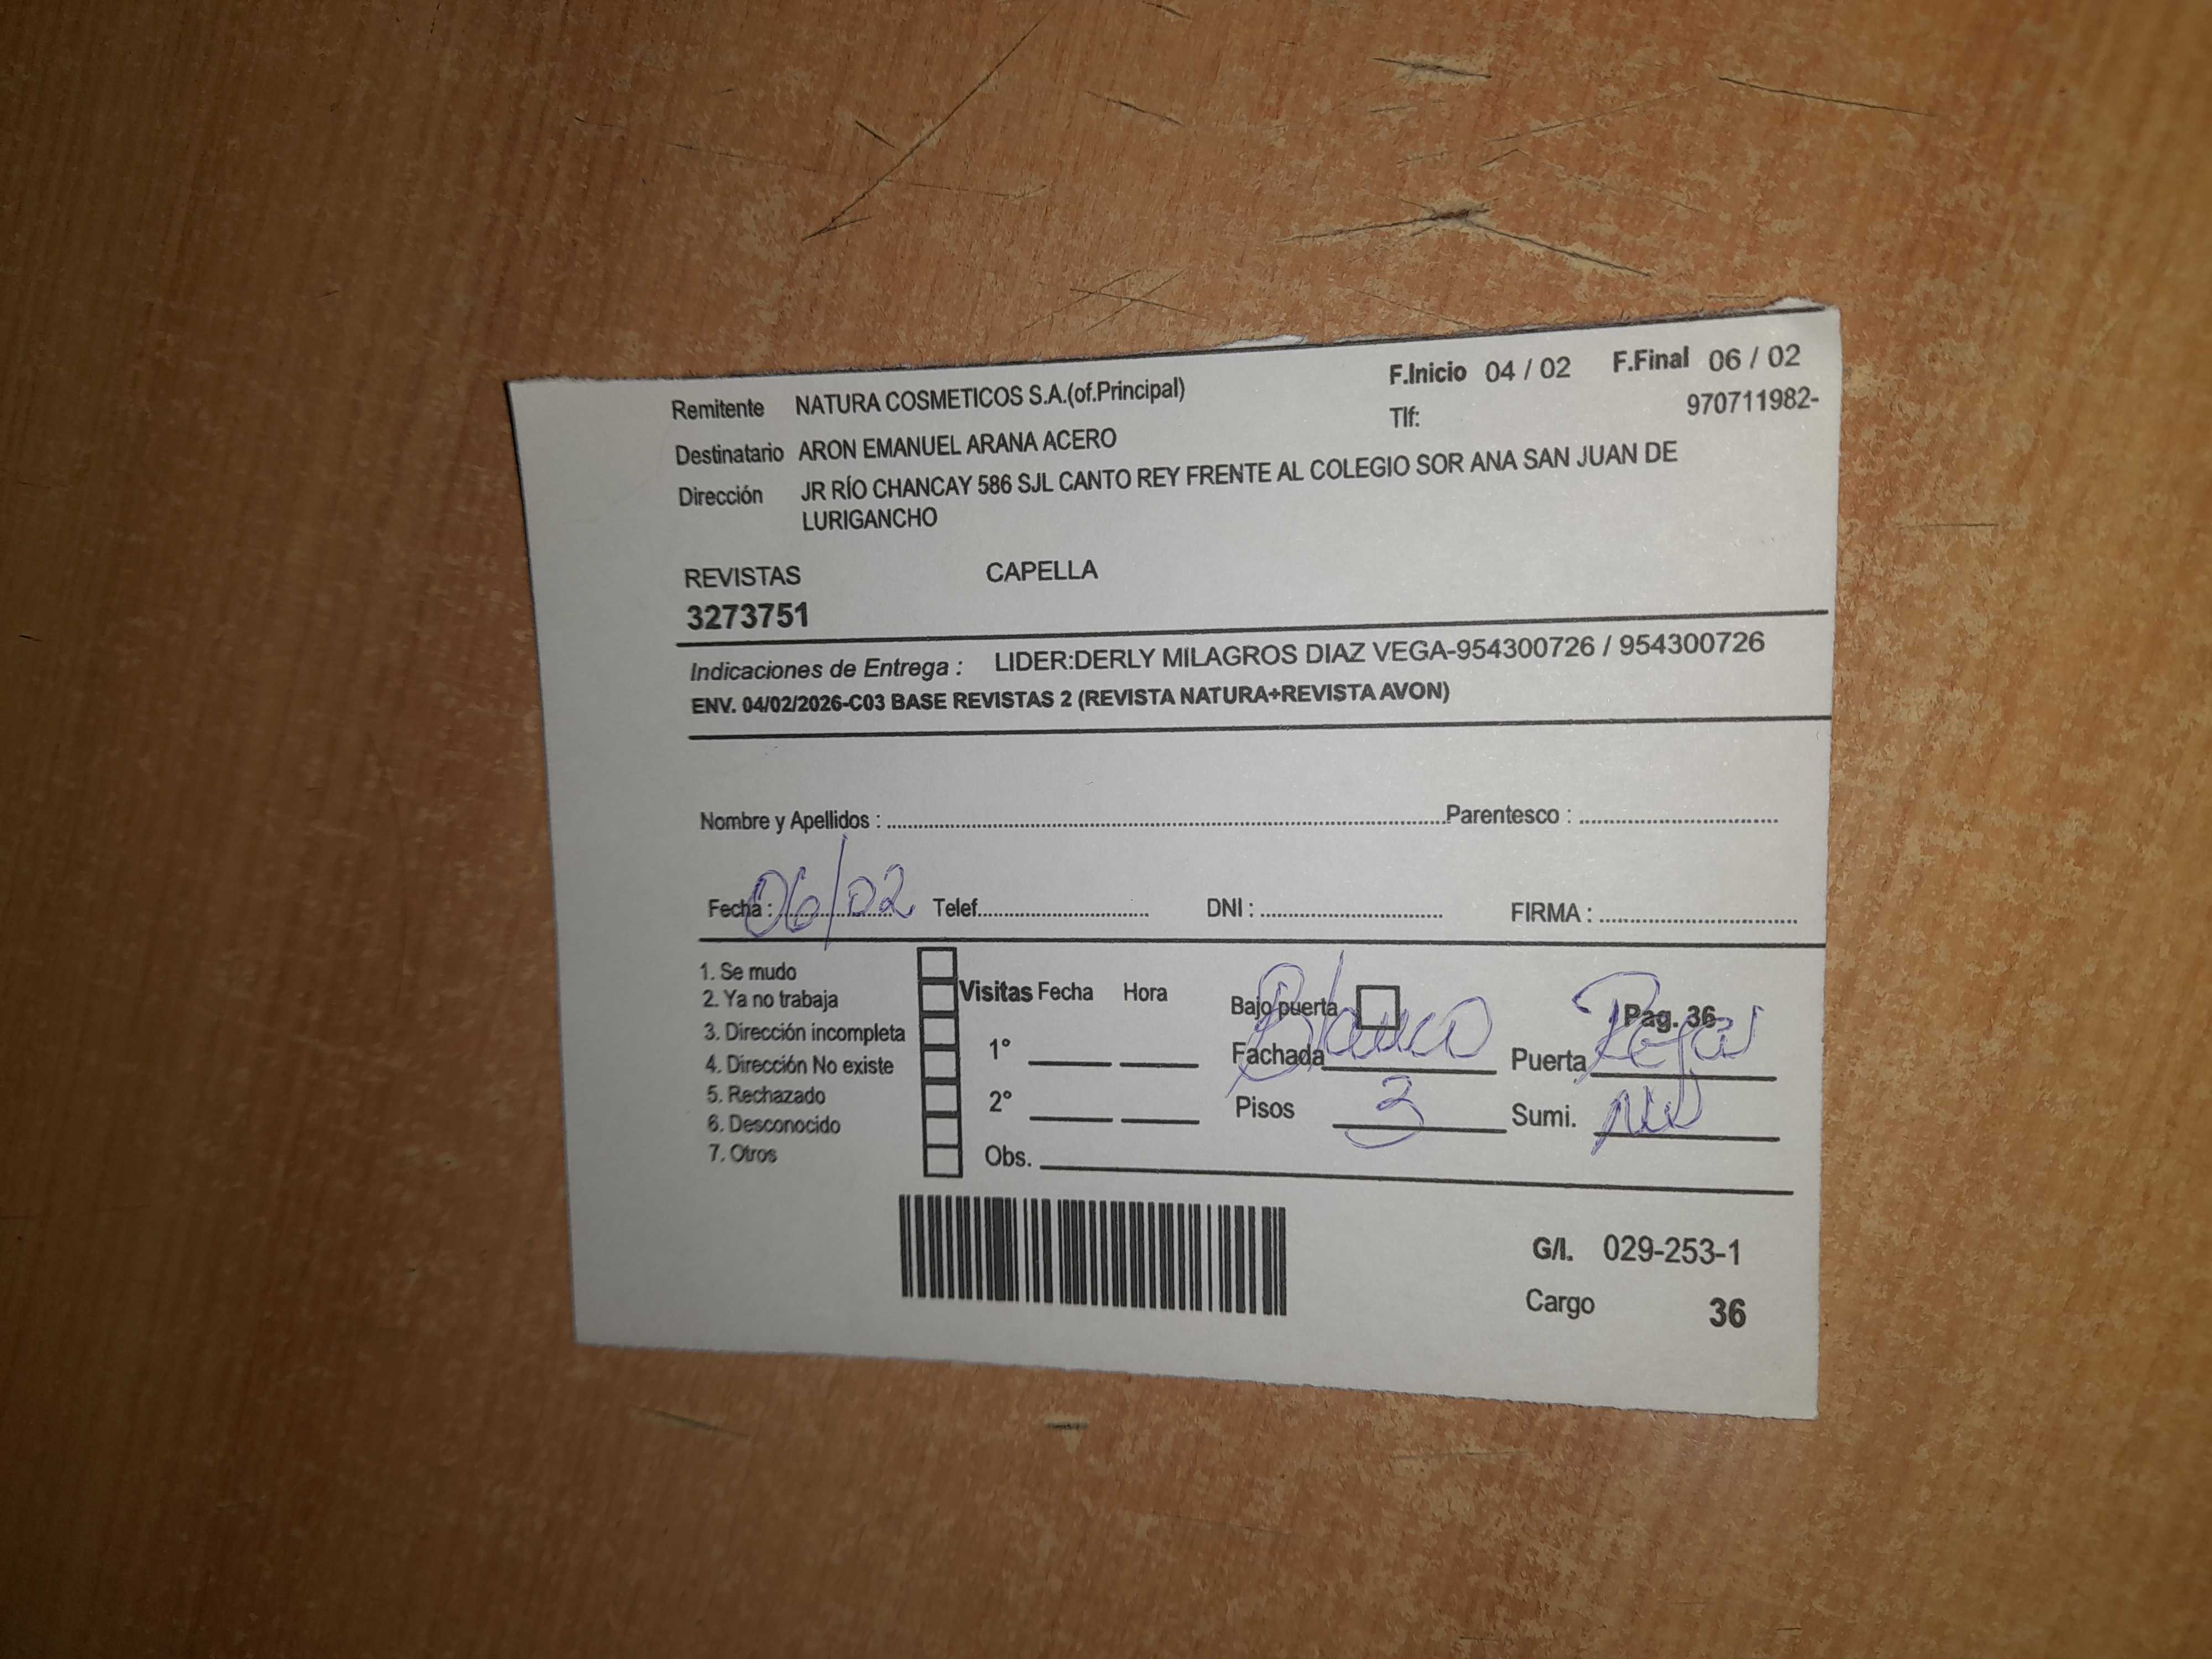 Remitente NATURA COSMETICOS S.A.(of.Principal) F.Inicio 04 / 02 F.Final 06 / 02
Tlf: 970711982-
Destinatario ARON EMANUEL ARANA ACERO
Dirección JR RÍO CHANCAY 586 SJL CANTO REY FRENTE AL COLEGIO SOR ANA SAN JUAN DE
LURIGANCHO
REVISTAS CAPELLA
3273751
Indicaciones de Entrega : LIDER:DERLY MILAGROS DIAZ VEGA-954300726 / 954300726
ENV. 04/02/2026-C03 BASE REVISTAS 2 (REVISTA NATURA+REVISTA AVON)
Nombre y Apellidos : Parentesco :
Fecha : 06/02 Telef. DNI : FIRMA :
1. Se mudo
2. Ya no trabaja
3. Dirección incompleta
4. Dirección No existe
5. Rechazado
6. Desconocido
7. Otros
Visitas Fecha Hora
1°
2°
Obs.
Bajo puerta Pag. 36
Fachada Blanco Puerta
Pisos 3 Sumi.
G/I. 029-253-1
Cargo 36